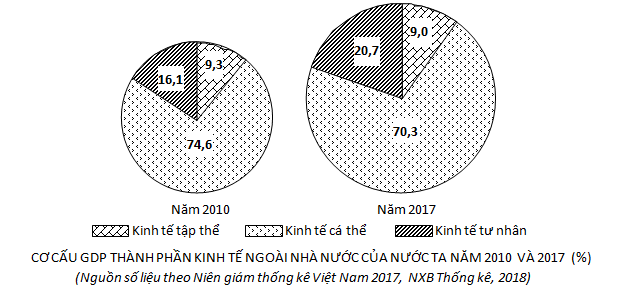 9,3
16,1
74,6
9,0
20,7
70,3
Năm 2010
Năm 2017
Kinh tế tập thể
Kinh tế cá thể
Kinh tế tư nhân
CƠ CẤU GDP THÀNH PHẦN KINH TẾ NGOÀI NHÀ NƯỚC CỦA NƯỚC TA NĂM 2010 VÀ 2017 (%)
(Nguồn số liệu theo Niên giám thống kê Việt Nam 2017, NXB Thống kê, 2018)